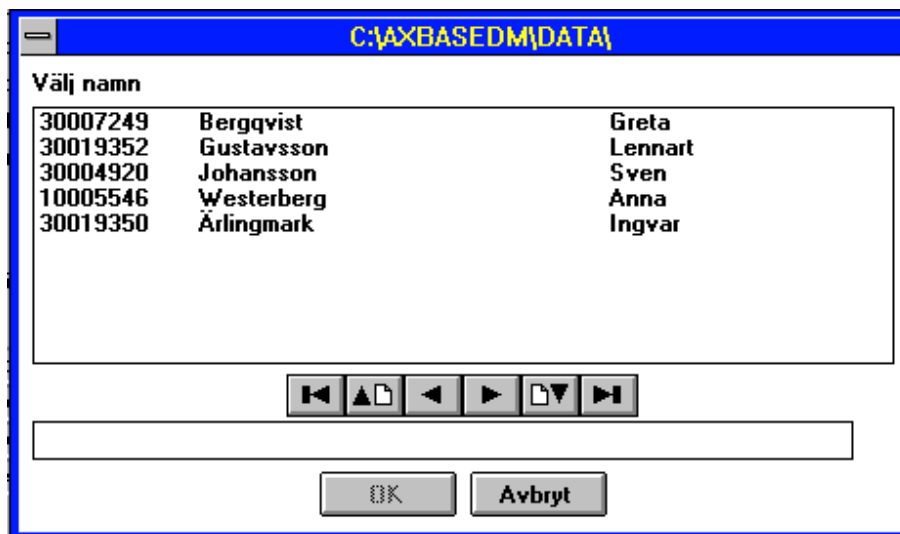 C:\AXBASEDM\DATA\
Välj namn
30007249 Bergqvist Greta
30019352 Gustavsson Lennart
30004920 Johansson Sven
10005546 Westerberg Anna
30019350 Ärlingmark Ingvar
OK Avbryt